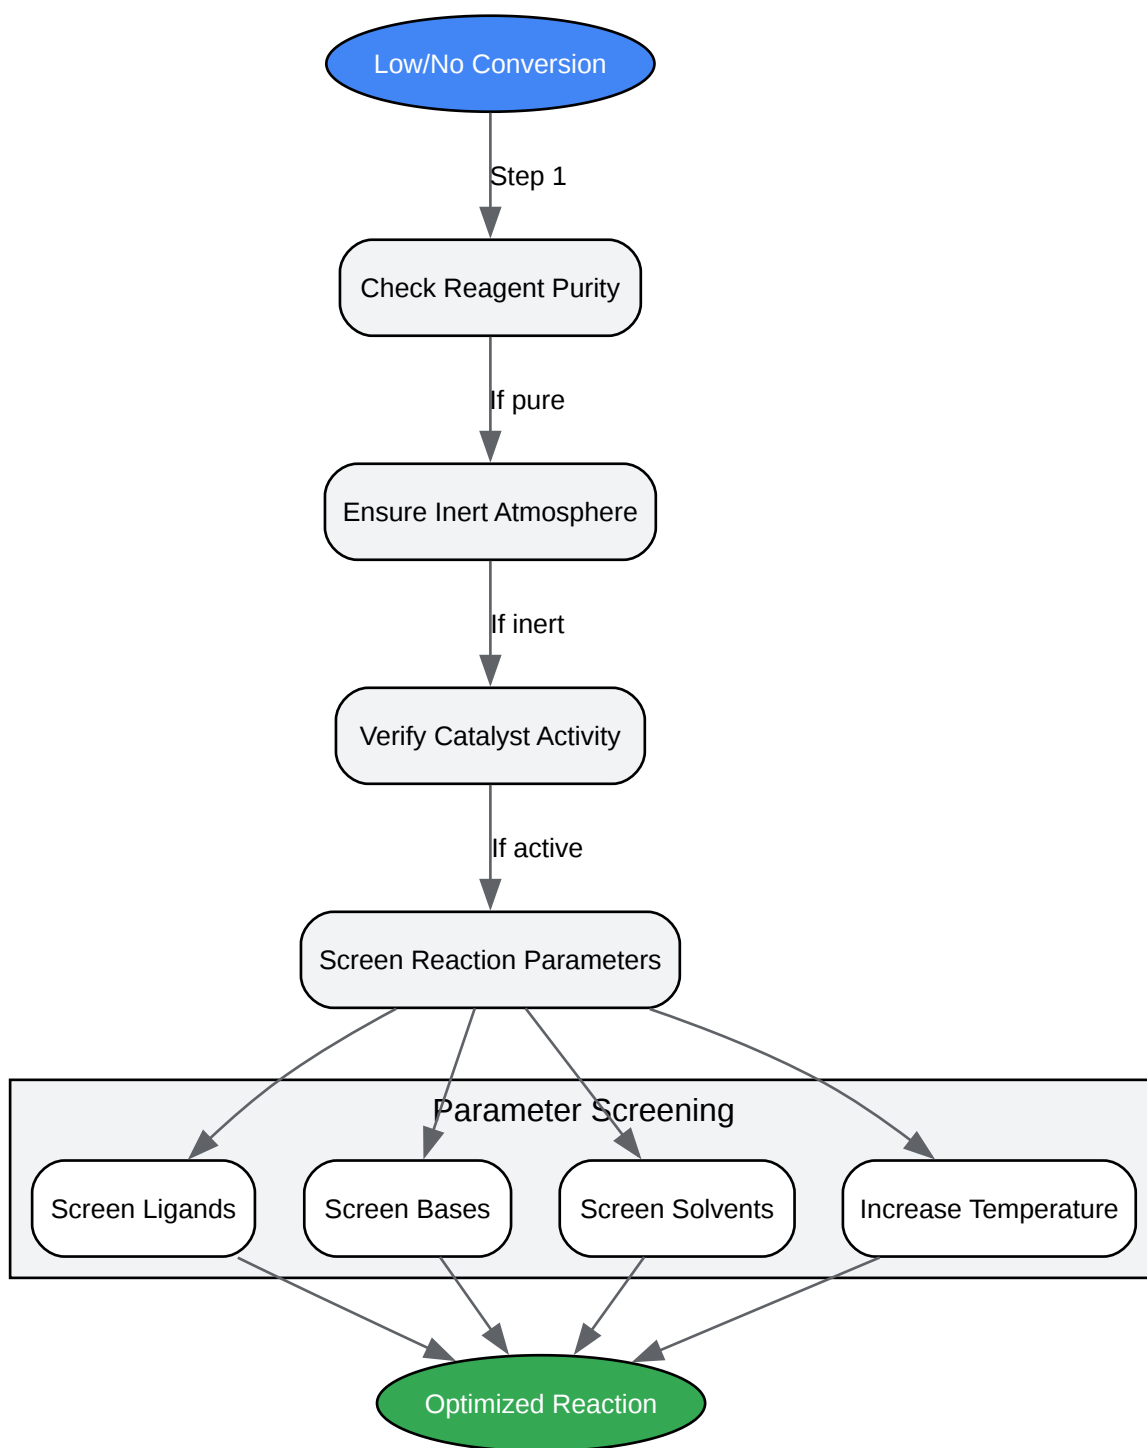 Low/No Conversion
Step 1
Check Reagent Purity
If pure
Ensure Inert Atmosphere
If inert
Verify Catalyst Activity
If active
Screen Reaction Parameters
Parameter Screening
Screen Ligands
Screen Bases
Screen Solvents
Increase Temperature
Optimized Reaction